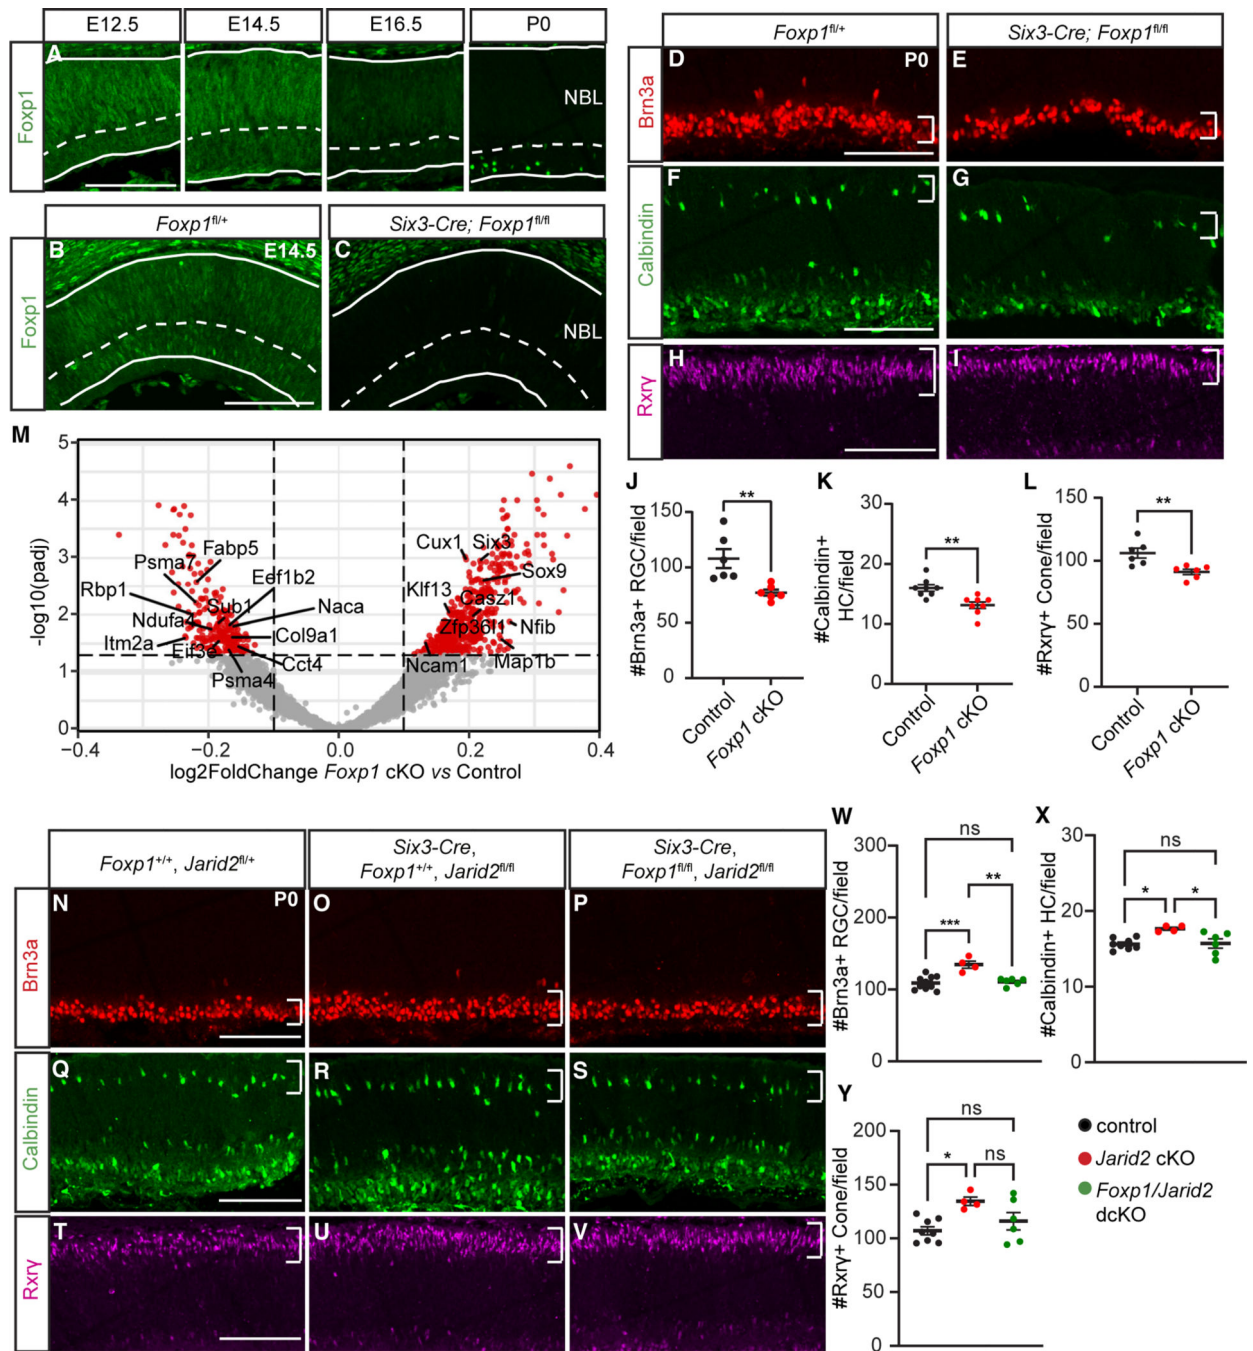 E12.5 E14.5 E16.5 P0
Foxp1
A
NBL
Foxp1fl/+ Six3-Cre; Foxp1fl/fl
Foxp1
B E14.5 C
NBL
Foxp1fl/+ Six3-Cre; Foxp1fl/fl
Brn3a
D P0 E
Calbindin
F G
Rxrγ
H I
J
#Brn3a+ RGC/field
150
100
50
0
**
Control
Foxp1 cKO
K
#Calbindin+
HC/field
30
20
10
0
**
Control
Foxp1 cKO
L
#Rxrγ+ Cone/field
150
100
50
0
**
Control
Foxp1 cKO
M
-log10(padj)
5
4
3
2
1
0
Fabp5
Psma7
Eef1b2
Rbp1
Sub1
Naca
Ndufa4
Itm2a
Eif3e
Col9a1
Cct4
Psma4
Cux1
Six3
Sox9
Klf13
Casz1
Zfp36l1
Nfib
Ncam1
Map1b
−0.4 −0.2 0.0 0.2 0.4
log2FoldChange Foxp1 cKO vs Control
Foxp1+/+, Jarid2fl/+
Six3-Cre,
Foxp1+/+, Jarid2fl/fl
Six3-Cre,
Foxp1fl/fl, Jarid2fl/fl
Brn3a
N P0 O P
Calbindin
Q R S
Rxrγ
T U V
W
#Brn3a+ RGC/field
300
200
100
0
ns
**
***
X
#Calbindin+ HC/field
30
20
10
0
ns
* *
Y
#Rxrγ+ Cone/field
200
150
100
50
0
ns
* ns
control
Jarid2 cKO
Foxp1/Jarid2
dcKO